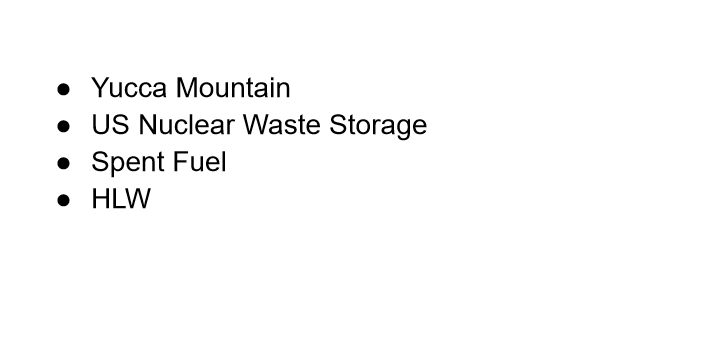 ● Yucca Mountain
● US Nuclear Waste Storage
● Spent Fuel
● HLW